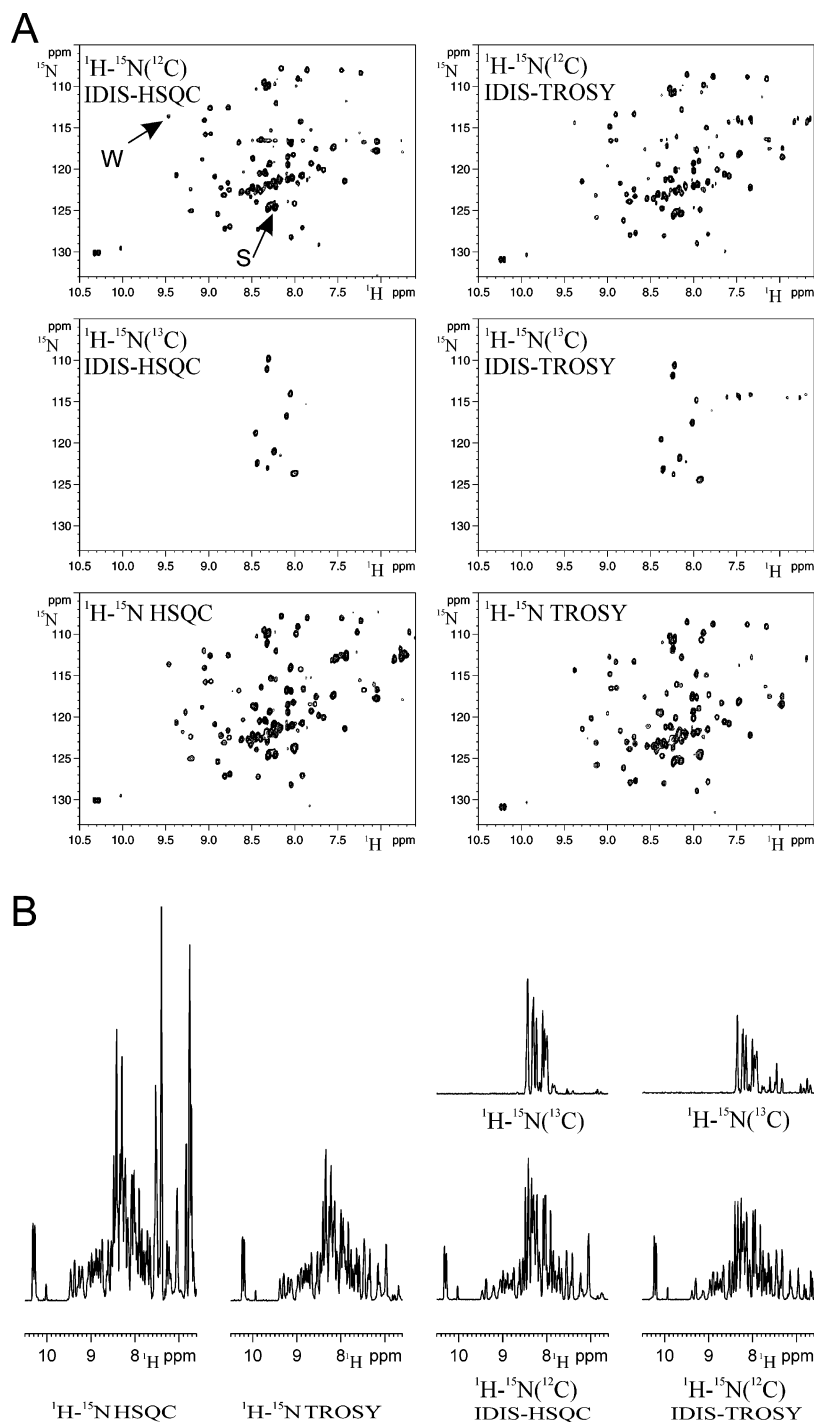 A
ppm
¹⁵N
¹H-¹⁵N(¹²C)
IDIS-HSQC
110
115
120
125
130
W
S
10.5 10.0 9.5 9.0 8.5 8.0 7.5 ¹H ppm
ppm
¹⁵N
¹H-¹⁵N(¹²C)
IDIS-TROSY
110
115
120
125
130
10.5 10.0 9.5 9.0 8.5 8.0 7.5 ¹H ppm
ppm
¹⁵N
¹H-¹⁵N(¹³C)
IDIS-HSQC
110
115
120
125
130
10.5 10.0 9.5 9.0 8.5 8.0 7.5 ¹H ppm
ppm
¹⁵N
¹H-¹⁵N(¹³C)
IDIS-TROSY
110
115
120
125
130
10.5 10.0 9.5 9.0 8.5 8.0 7.5 ¹H ppm
ppm
¹⁵N
¹H-¹⁵N HSQC
110
115
120
125
130
10.5 10.0 9.5 9.0 8.5 8.0 7.5 ¹H ppm
ppm
¹⁵N
¹H-¹⁵N TROSY
110
115
120
125
130
10.5 10.0 9.5 9.0 8.5 8.0 7.5 ¹H ppm
B
¹H-¹⁵N(¹³C)
¹H-¹⁵N(¹³C)
10 9 8 ¹H ppm
10 9 8 ¹H ppm
10 9 8 ¹H ppm
10 9 8 ¹H ppm
¹H-¹⁵N HSQC
¹H-¹⁵N TROSY
¹H-¹⁵N(¹²C)
IDIS-HSQC
¹H-¹⁵N(¹²C)
IDIS-TROSY